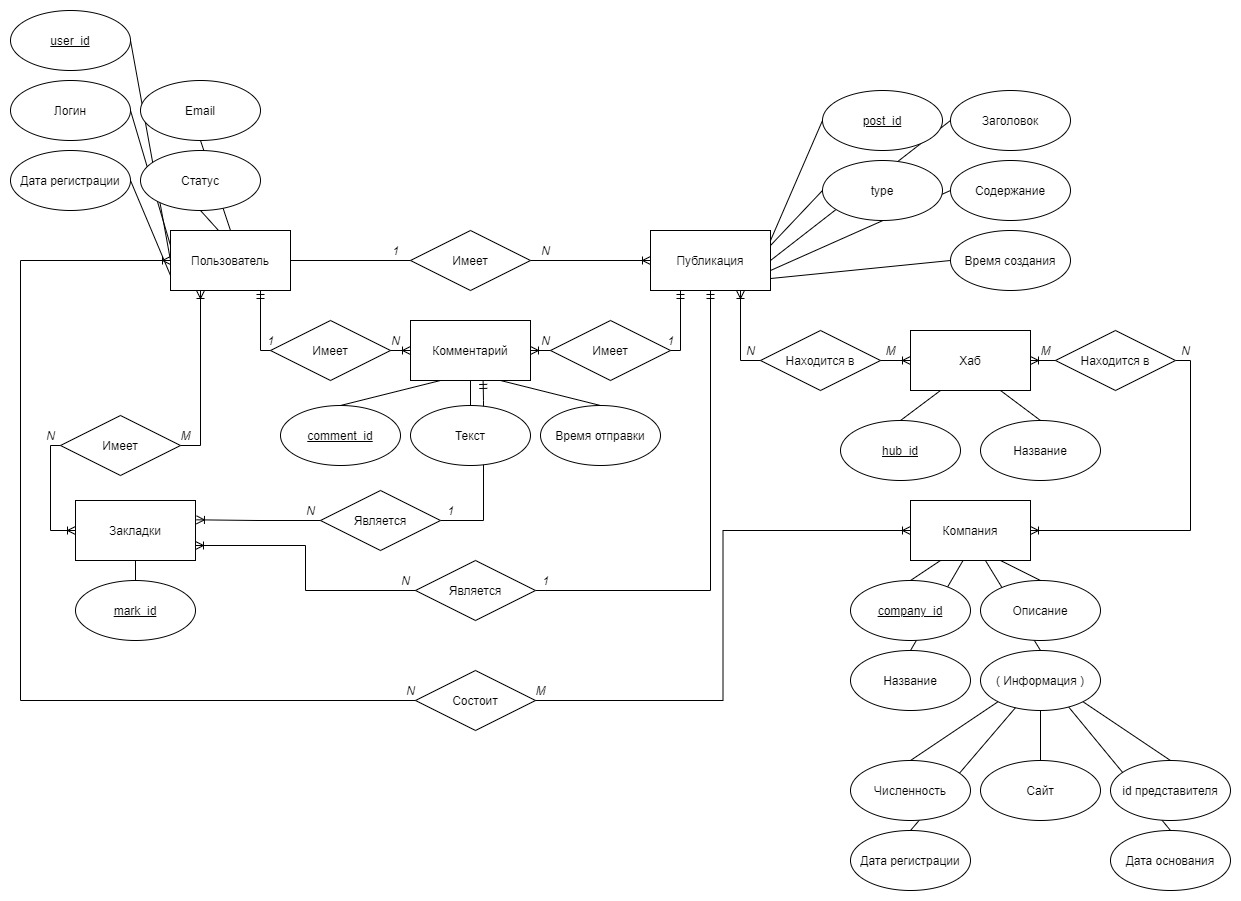 user_id
Логин
Email
Дата регистрации
Статус
post_id
Заголовок
type
Содержание
Время создания
Пользователь
1
Имеет
N
Публикация
1
Имеет
N
Комментарий
N
Имеет
1
N
Находится в
M
Хаб
M
Находится в
N
comment_id
Текст
Время отправки
hub_id
Название
N
Имеет
M
Закладки
N
Является
1
N
Является
1
mark_id
Компания
company_id
Описание
Название
( Информация )
N
Состоит
M
Численность
Сайт
id представителя
Дата регистрации
Дата основания